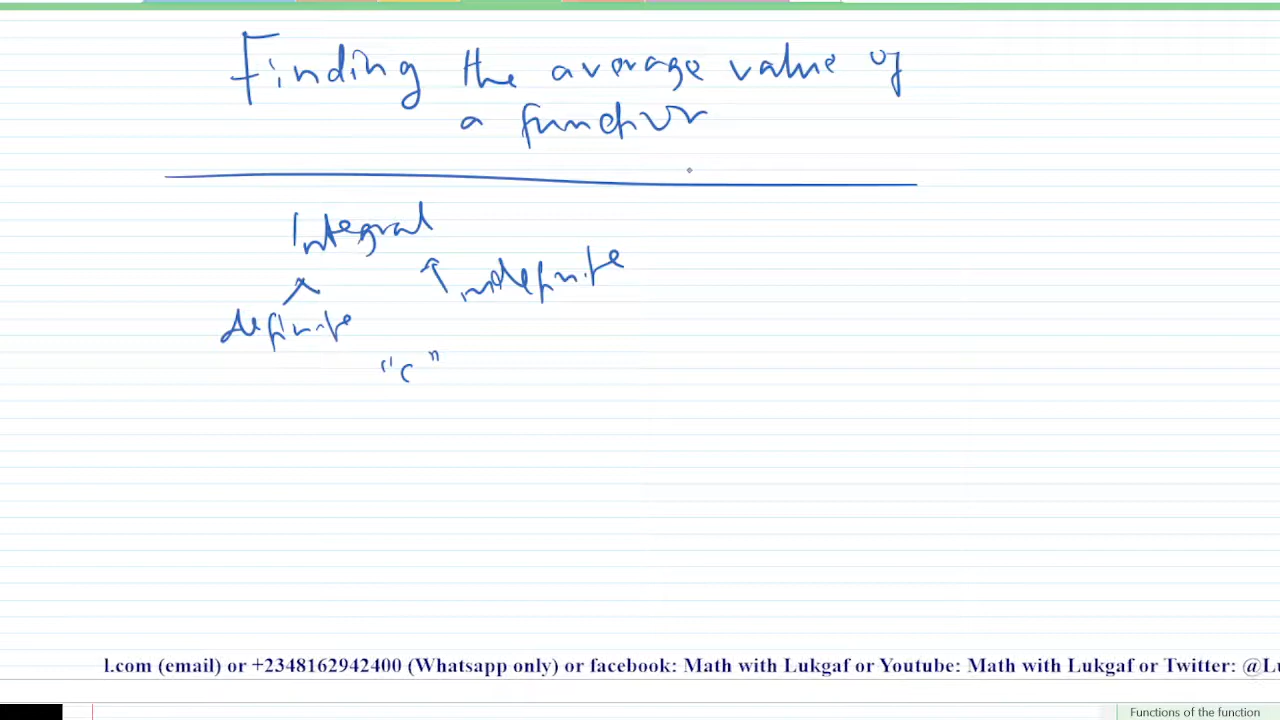 Finding the average value of
a function
Integral
indefinite
definite
"c"
l.com (email) or +2348162942400 (Whatsapp only) or facebook: Math with Lukgaf or Youtube: Math with Lukgaf or Twitter: @Lu
Functions of the function